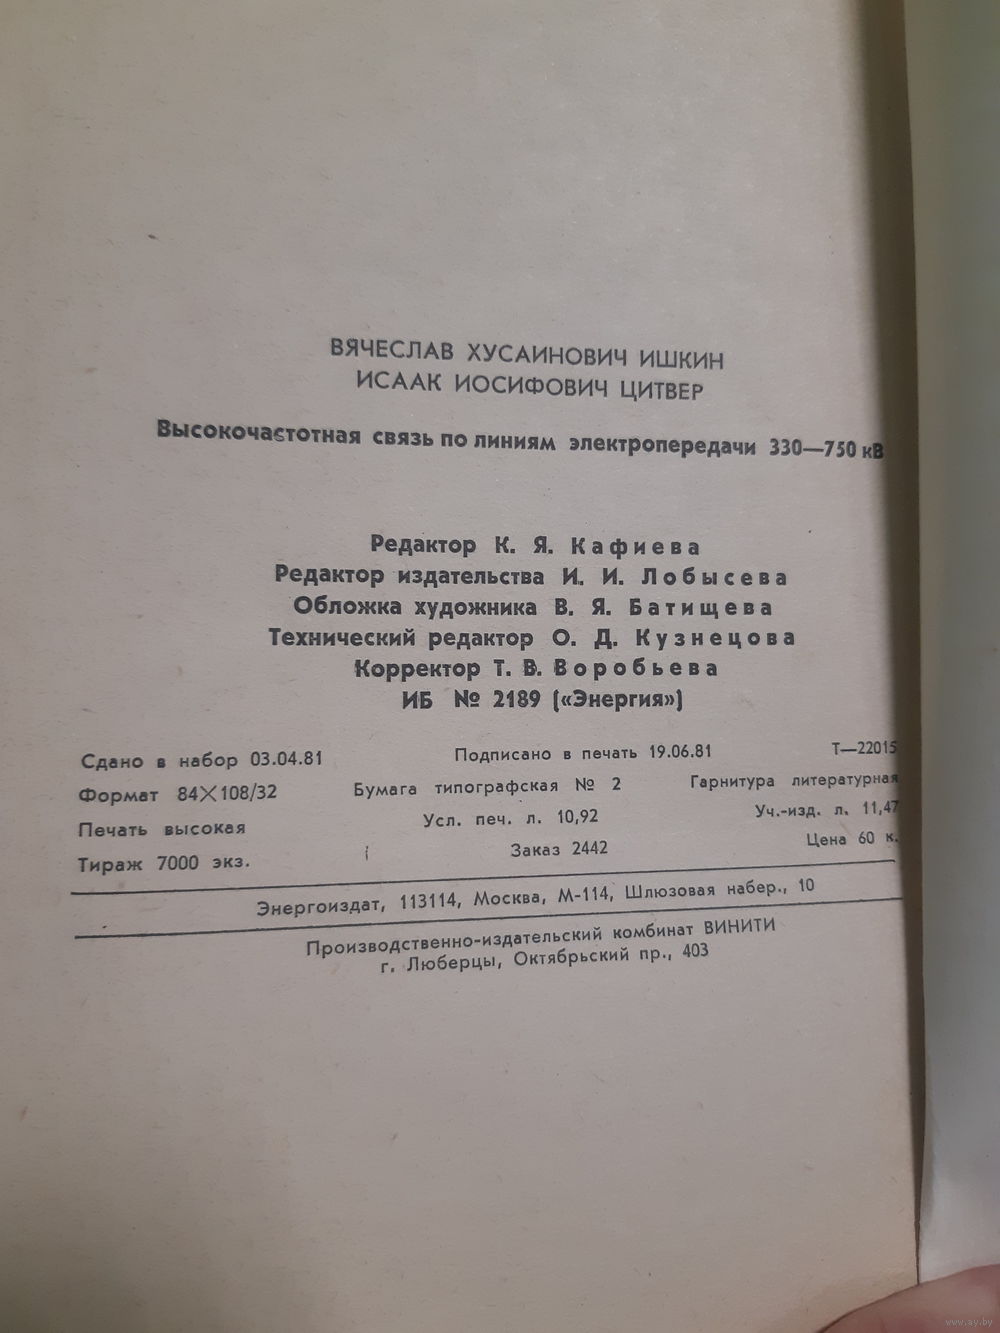 ВЯЧЕСЛАВ ХУСАИНОВИЧ ИШКИН
ИСААК ИОСИФОВИЧ ЦИТВЕР
Высокочастотная связь по линиям электропередачи 330—750 кВ
Редактор К. Я. Кафиева
Редактор издательства И. И. Лобысева
Обложка художника В. Я. Батищева
Технический редактор О. Д. Кузнецова
Корректор Т. В. Воробьева
ИБ № 2189 («Энергия»)
Сдано в набор 03.04.81 Подписано в печать 19.06.81 Т—22015
Формат 84×108/32 Бумага типографская № 2 Гарнитура литературная
Печать высокая Усл. печ. л. 10,92 Уч.-изд. л. 11,47
Тираж 7000 экз. Заказ 2442 Цена 60 к.
Энергоиздат, 113114, Москва, М-114, Шлюзовая набер., 10
Производственно-издательский комбинат ВИНИТИ
г. Люберцы, Октябрьский пр., 403
www.ay.by